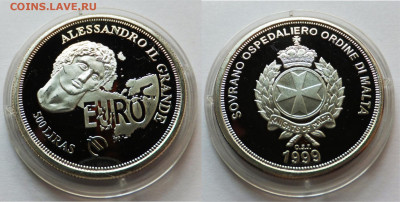 COINS.LAVE.RU
ALESSANDRO IL GRANDE
EURO
500 LIRAS
SOVRANO OSPEDALIERO ORDINE DI MALTA
O.S.J.
1999